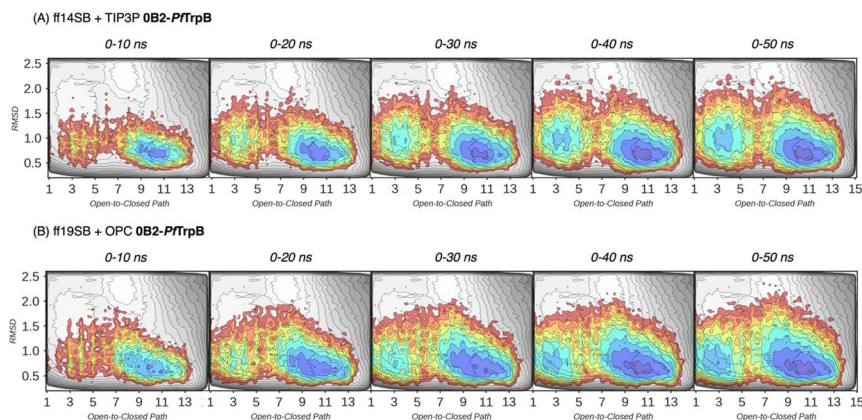 (A) ff14SB + TIP3P 0B2-PfTrpB
0-10 ns 0-20 ns 0-30 ns 0-40 ns 0-50 ns
2.5
2.0
1.5
1.0
0.5
RMSD
1 3 5 7 9 11 13 1 3 5 7 9 11 13 1 3 5 7 9 11 13 1 3 5 7 9 11 13 1 3 5 7 9 11 13 15
Open-to-Closed Path Open-to-Closed Path Open-to-Closed Path Open-to-Closed Path Open-to-Closed Path
(B) ff19SB + OPC 0B2-PfTrpB
0-10 ns 0-20 ns 0-30 ns 0-40 ns 0-50 ns
2.5
2.0
1.5
1.0
0.5
RMSD
1 3 5 7 9 11 13 1 3 5 7 9 11 13 1 3 5 7 9 11 13 1 3 5 7 9 11 13 1 3 5 7 9 11 13
Open-to-Closed Path Open-to-Closed Path Open-to-Closed Path Open-to-Closed Path Open-to-Closed Path